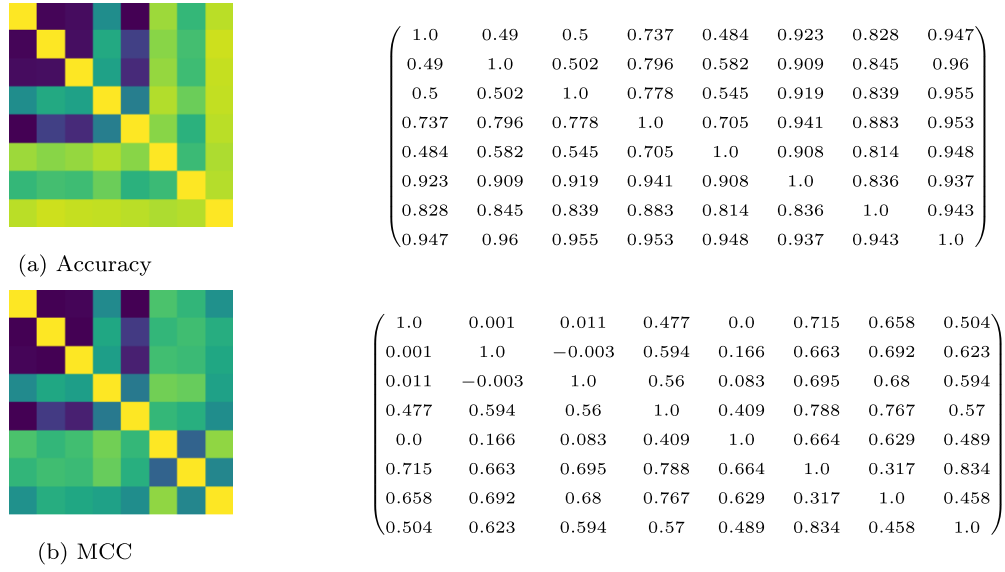 1.0 0.49 0.5 0.737 0.484 0.923 0.828 0.947
0.49 1.0 0.502 0.796 0.582 0.909 0.845 0.96
0.5 0.502 1.0 0.778 0.545 0.919 0.839 0.955
0.737 0.796 0.778 1.0 0.705 0.941 0.883 0.953
0.484 0.582 0.545 0.705 1.0 0.908 0.814 0.948
0.923 0.909 0.919 0.941 0.908 1.0 0.836 0.937
0.828 0.845 0.839 0.883 0.814 0.836 1.0 0.943
0.947 0.96 0.955 0.953 0.948 0.937 0.943 1.0
(a) Accuracy
1.0 0.001 0.011 0.477 0.0 0.715 0.658 0.504
0.001 1.0 −0.003 0.594 0.166 0.663 0.692 0.623
0.011 −0.003 1.0 0.56 0.083 0.695 0.68 0.594
0.477 0.594 0.56 1.0 0.409 0.788 0.767 0.57
0.0 0.166 0.083 0.409 1.0 0.664 0.629 0.489
0.715 0.663 0.695 0.788 0.664 1.0 0.317 0.834
0.658 0.692 0.68 0.767 0.629 0.317 1.0 0.458
0.504 0.623 0.594 0.57 0.489 0.834 0.458 1.0
(b) MCC